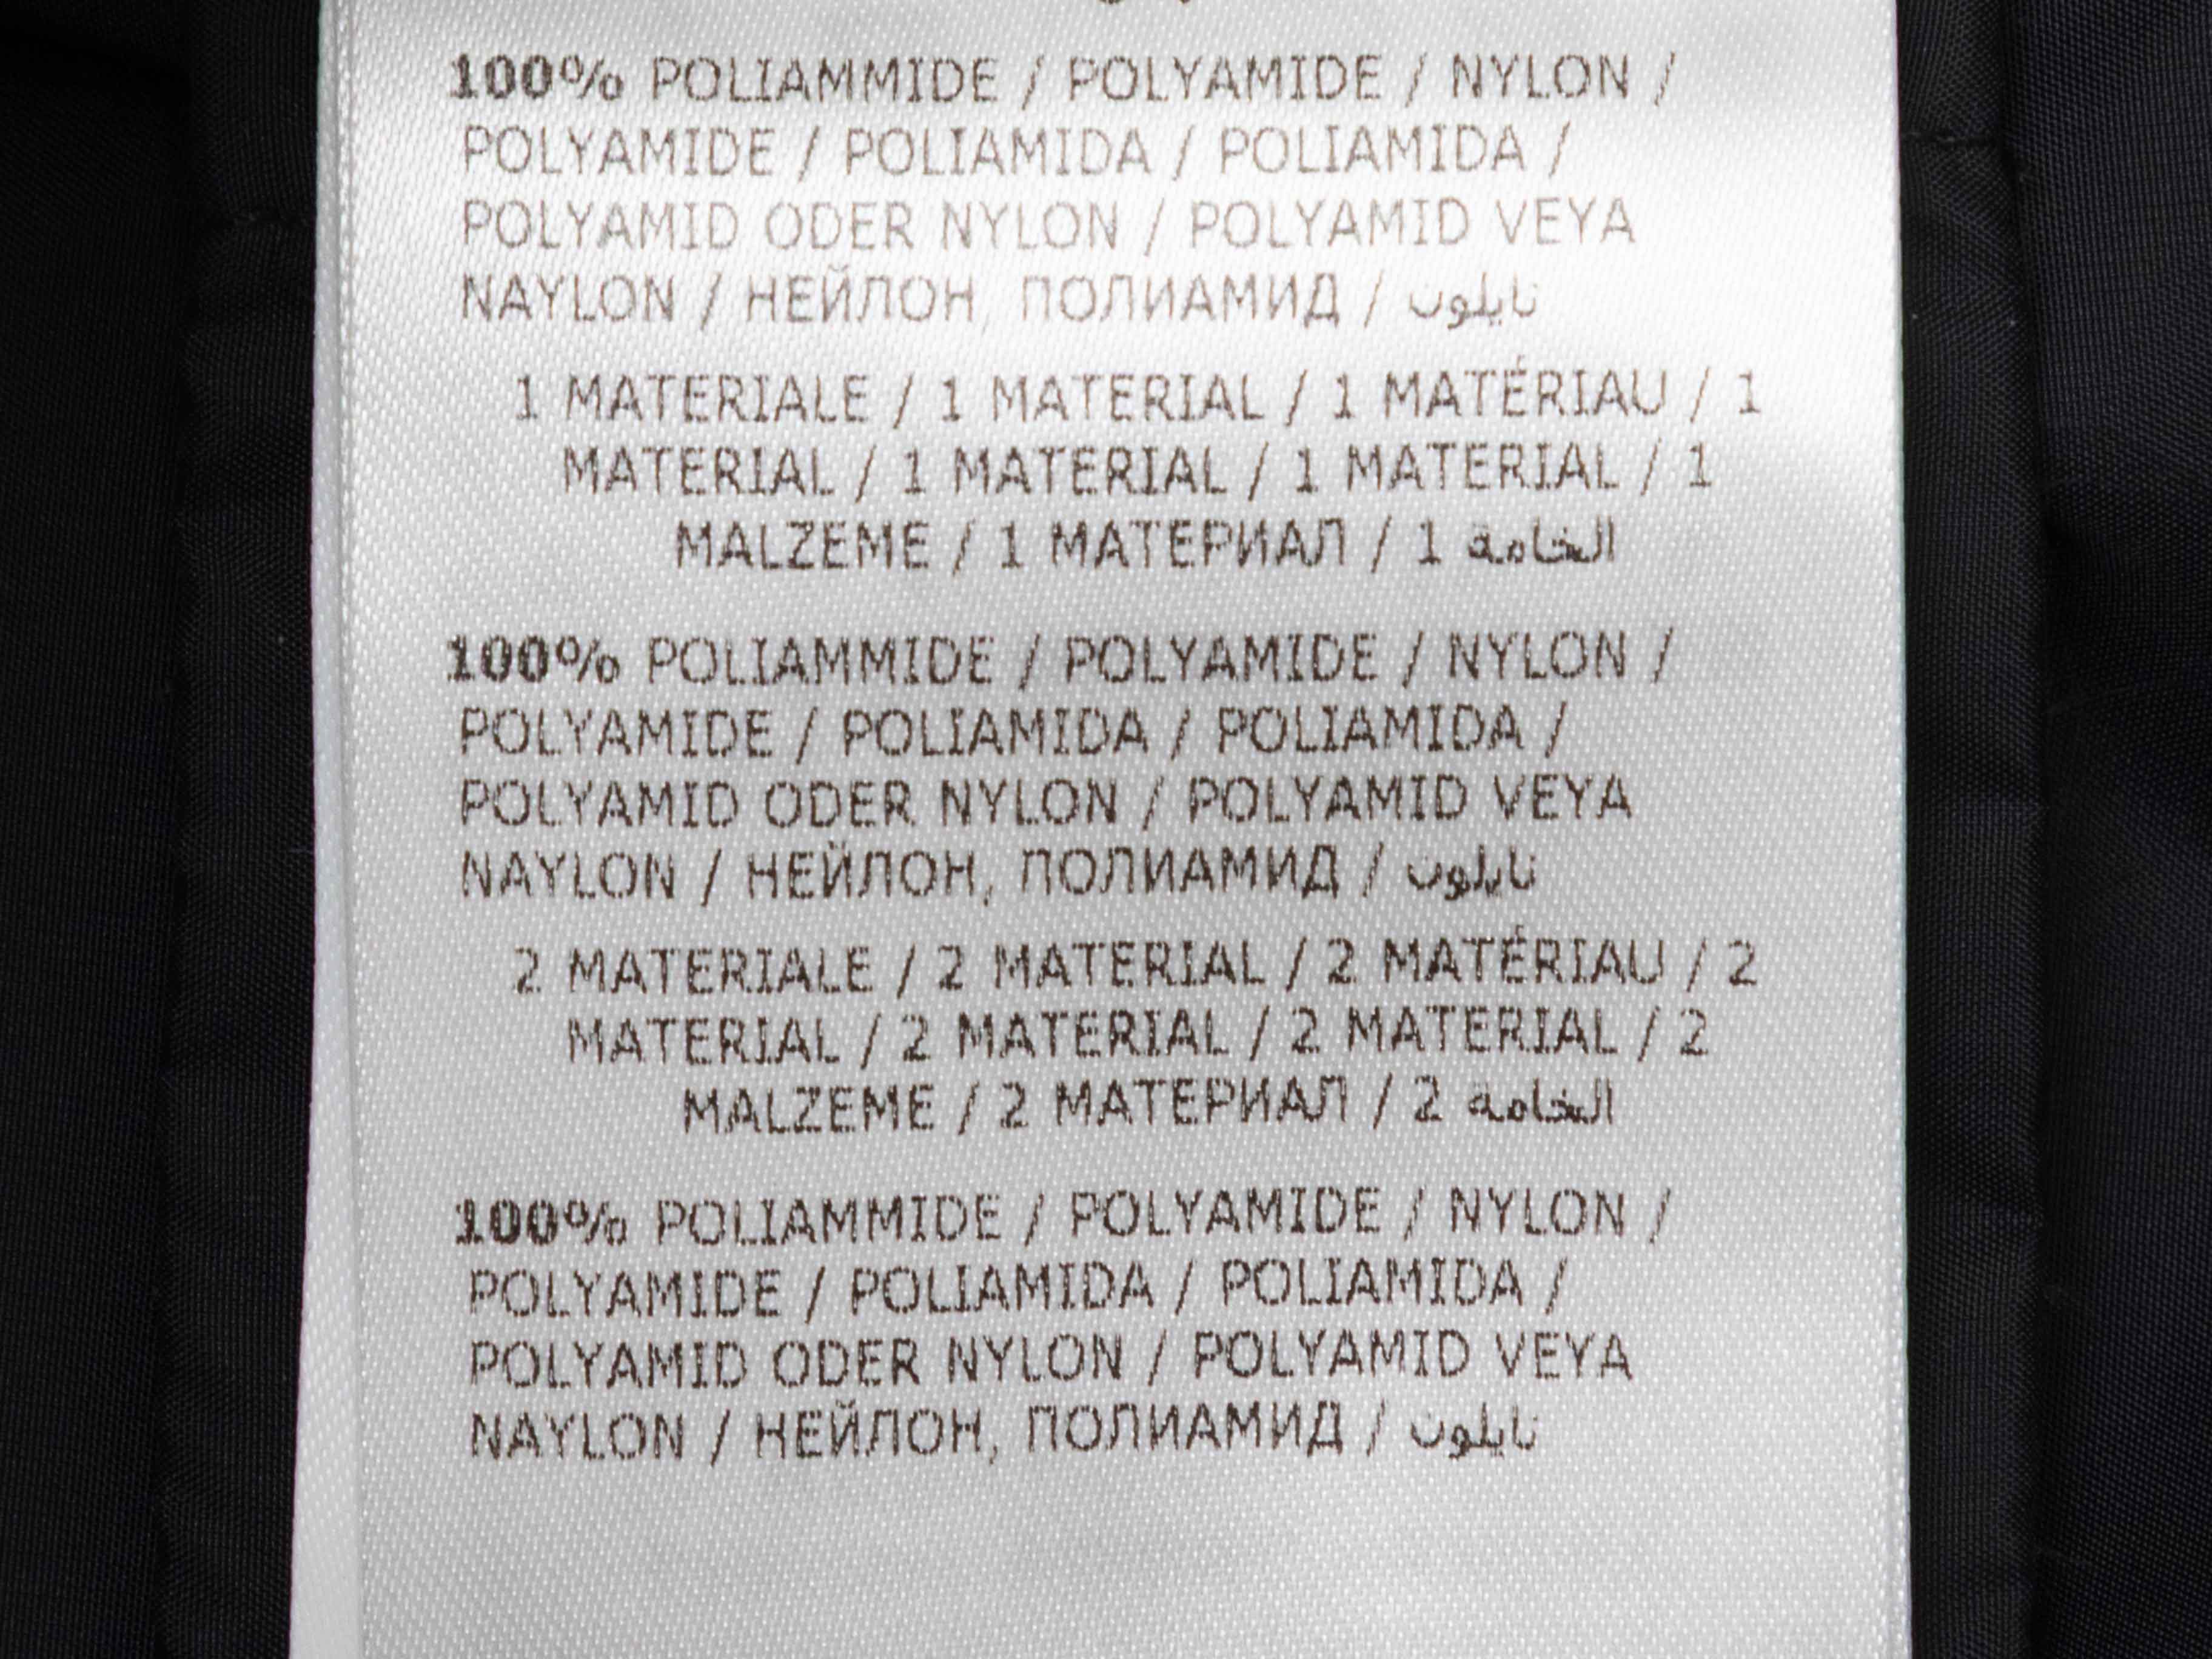 100% POLIAMMIDE / POLYAMIDE / NYLON /
POLYAMIDE / POLIAMIDA / POLIAMIDA /
POLYAMID ODER NYLON / POLYAMID VEYA
NAYLON / НЕЙЛОН, ПОЛИАМИД / نايلون
1 MATERIALE / 1 MATERIAL / 1 MATÉRIAU / 1
MATERIAL / 1 MATERIAL / 1 MATERIAL / 1
MALZEME / 1 МАТЕРИАЛ / 1 الخامة
100% POLIAMMIDE / POLYAMIDE / NYLON /
POLYAMIDE / POLIAMIDA / POLIAMIDA /
POLYAMID ODER NYLON / POLYAMID VEYA
NAYLON / НЕЙЛОН, ПОЛИАМИД / نايلون
2 MATERIALE / 2 MATERIAL / 2 MATÉRIAU / 2
MATERIAL / 2 MATERIAL / 2 MATERIAL / 2
MALZEME / 2 МАТЕРИАЛ / 2 الخامة
100% POLIAMMIDE / POLYAMIDE / NYLON /
POLYAMIDE / POLIAMIDA / POLIAMIDA /
POLYAMID ODER NYLON / POLYAMID VEYA
NAYLON / НЕЙЛОН, ПОЛИАМИД / نايلون